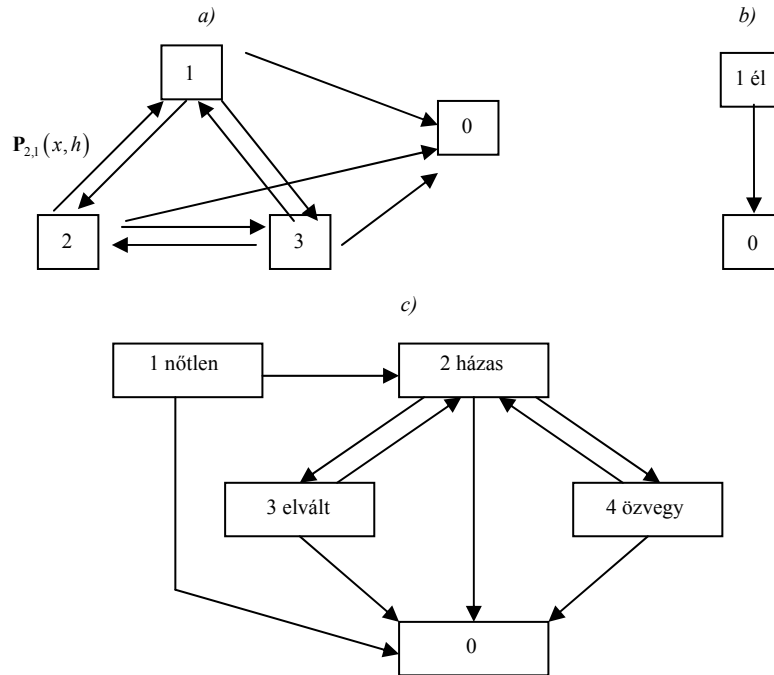 a)
b)
1
1 él
0
P2,1(x, h)
2
3
0
c)
1 nőtlen
2 házas
3 elvált
4 özvegy
0